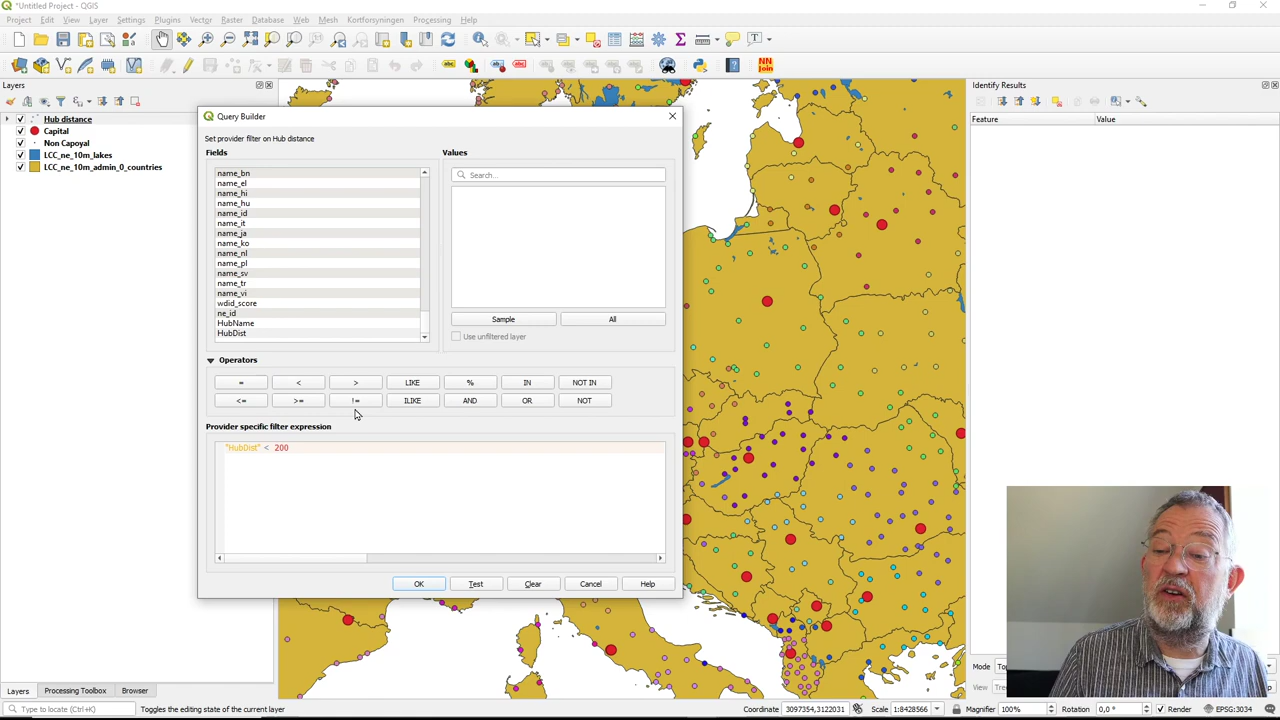 *Untitled Project - QGIS
Project Edit View Layer Settings Plugins Vector Raster Database Web Mesh Kortforsyningen Processing Help
NN
Join
Layers
Hub distance
Capital
Non Capoyal
LCC_ne_10m_lakes
LCC_ne_10m_admin_0_countries
Query Builder
Set provider filter on Hub distance
Fields
Values
name_bn
name_el
name_hi
name_hu
name_id
name_it
name_ja
name_ko
name_nl
name_pl
name_sv
name_tr
name_vi
wdid_score
ne_id
HubName
HubDist
Search...
Sample All
Use unfiltered layer
Operators
= < > LIKE % IN NOT IN
<= >= != ILIKE AND OR NOT
Provider specific filter expression
"HubDist" < 200
OK Test Clear Cancel Help
Identify Results
Feature Value
Mode
View
Layers Processing Toolbox Browser
Type to locate (Ctrl+K) Toggles the editing state of the current layer Coordinate 3097354,3122031 Scale 1:8428566 Magnifier 100% Rotation 0,0 ° Render EPSG:3034